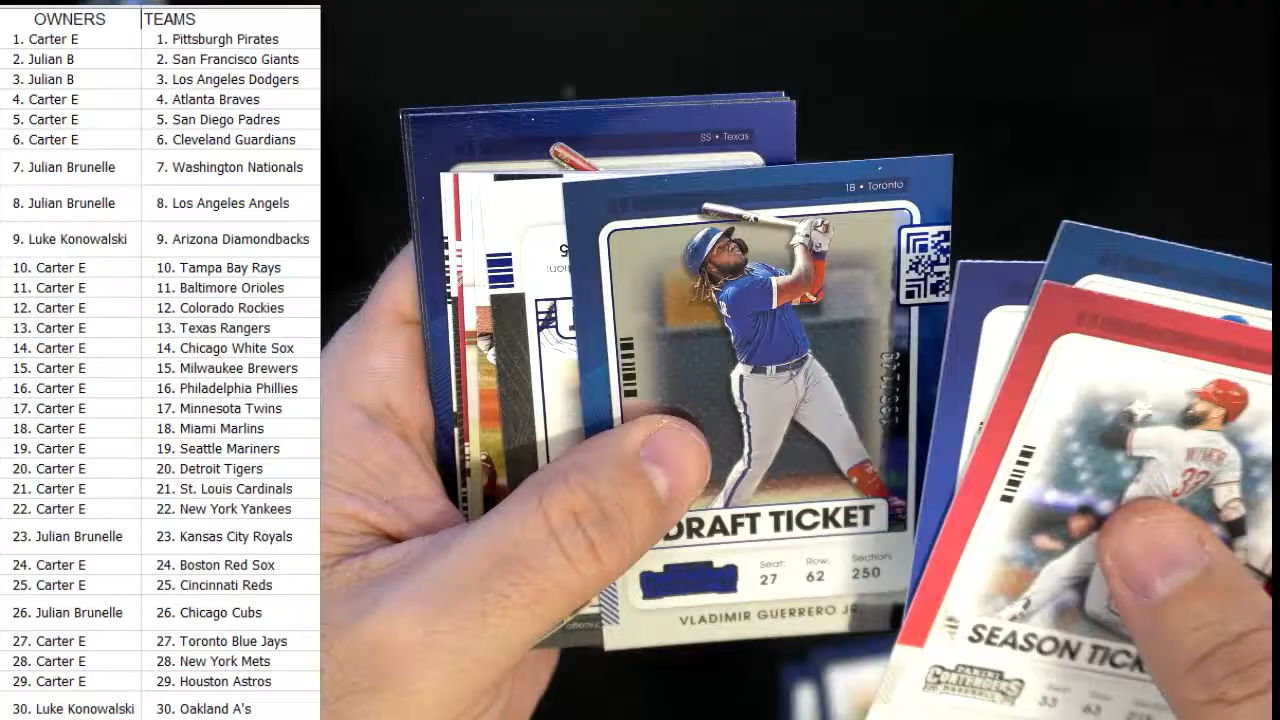 OWNERS TEAMS
1. Carter E 1. Pittsburgh Pirates
2. Julian B 2. San Francisco Giants
3. Julian B 3. Los Angeles Dodgers
4. Carter E 4. Atlanta Braves
5. Carter E 5. San Diego Padres
6. Carter E 6. Cleveland Guardians
7. Julian Brunelle 7. Washington Nationals
8. Julian Brunelle 8. Los Angeles Angels
9. Luke Konowalski 9. Arizona Diamondbacks
10. Carter E 10. Tampa Bay Rays
11. Carter E 11. Baltimore Orioles
12. Carter E 12. Colorado Rockies
13. Carter E 13. Texas Rangers
14. Carter E 14. Chicago White Sox
15. Carter E 15. Milwaukee Brewers
16. Carter E 16. Philadelphia Phillies
17. Carter E 17. Minnesota Twins
18. Carter E 18. Miami Marlins
19. Carter E 19. Seattle Mariners
20. Carter E 20. Detroit Tigers
21. Carter E 21. St. Louis Cardinals
22. Carter E 22. New York Yankees
23. Julian Brunelle 23. Kansas City Royals
24. Carter E 24. Boston Red Sox
25. Carter E 25. Cincinnati Reds
26. Julian Brunelle 26. Chicago Cubs
27. Carter E 27. Toronto Blue Jays
28. Carter E 28. New York Mets
29. Carter E 29. Houston Astros
30. Luke Konowalski 30. Oakland A's
SS • Texas
1B • Toronto
DRAFT TICKET
Seat: Row: Section:
27 62 250
VLADIMIR GUERRERO JR
33
SEASON TICK
PANINI
CONTENDERS
BASEBALL
33 63